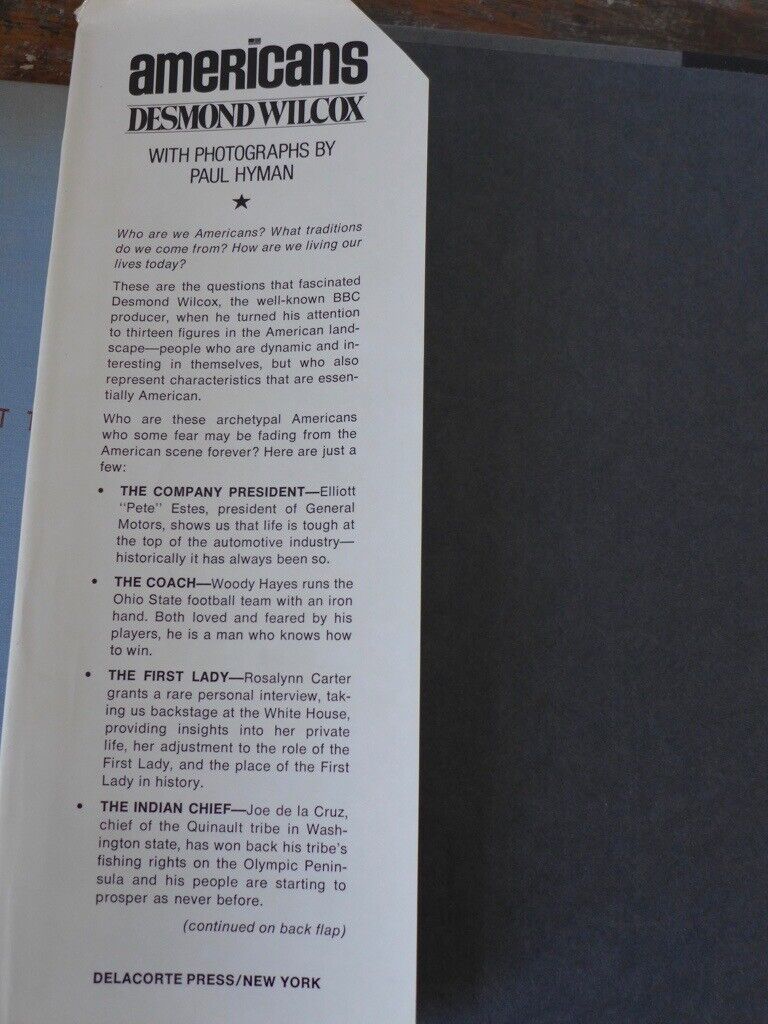 americans
DESMOND WILCOX
WITH PHOTOGRAPHS BY
PAUL HYMAN
Who are we Americans? What traditions
do we come from? How are we living our
lives today?
These are the questions that fascinated
Desmond Wilcox, the well-known BBC
producer, when he turned his attention
to thirteen figures in the American land-
scape—people who are dynamic and in-
teresting in themselves, but who also
represent characteristics that are essen-
tially American.
Who are these archetypal Americans
who some fear may be fading from the
American scene forever? Here are just a
few:
• THE COMPANY PRESIDENT—Elliott
"Pete" Estes, president of General
Motors, shows us that life is tough at
the top of the automotive industry—
historically it has always been so.
• THE COACH—Woody Hayes runs the
Ohio State football team with an iron
hand. Both loved and feared by his
players, he is a man who knows how
to win.
• THE FIRST LADY—Rosalynn Carter
grants a rare personal interview, tak-
ing us backstage at the White House,
providing insights into her private
life, her adjustment to the role of the
First Lady, and the place of the First
Lady in history.
• THE INDIAN CHIEF—Joe de la Cruz,
chief of the Quinault tribe in Wash-
ington state, has won back his tribe's
fishing rights on the Olympic Penin-
sula and his people are starting to
prosper as never before.
(continued on back flap)
DELACORTE PRESS/NEW YORK